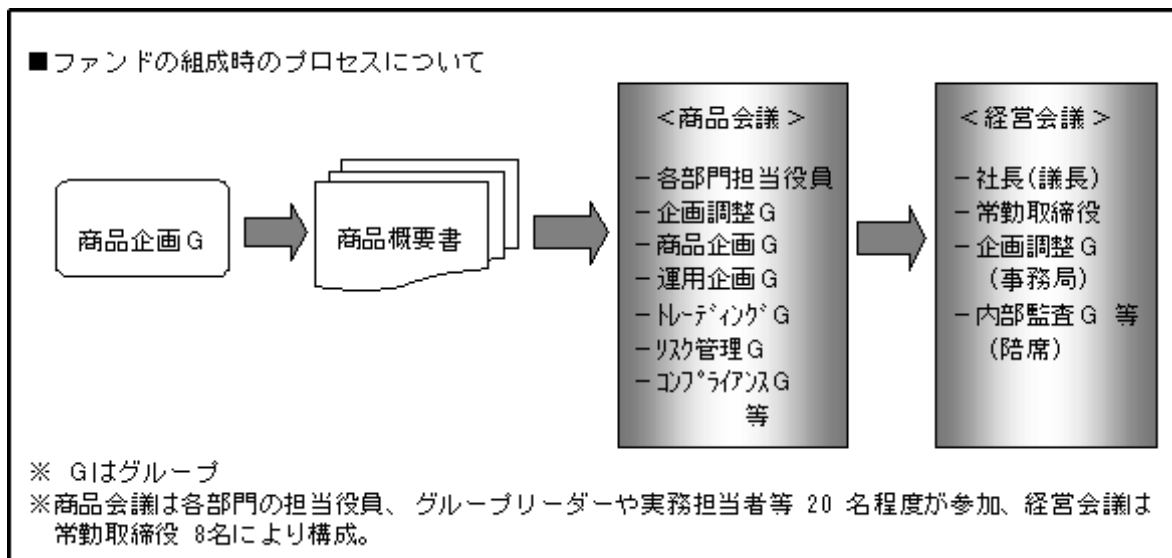 ■ファンドの組成時のプロセスについて
商品企画G
商品概要書
＜商品会議＞
－各部門担当役員
－企画調整G
－商品企画G
－運用企画G
－ﾄﾚｰﾃﾞｨﾝｸﾞG
－ﾘｽｸ管理G
－ｺﾝﾌﾟﾗｲｱﾝｽG
等
＜経営会議＞
－社長(議長)
－常勤取締役
－企画調整G
(事務局)
－内部監査G 等
(陪席)
※ Gはグループ
※商品会議は各部門の担当役員、グループリーダーや実務担当者等 20 名程度が参加、経営会議は
常勤取締役 8名により構成。